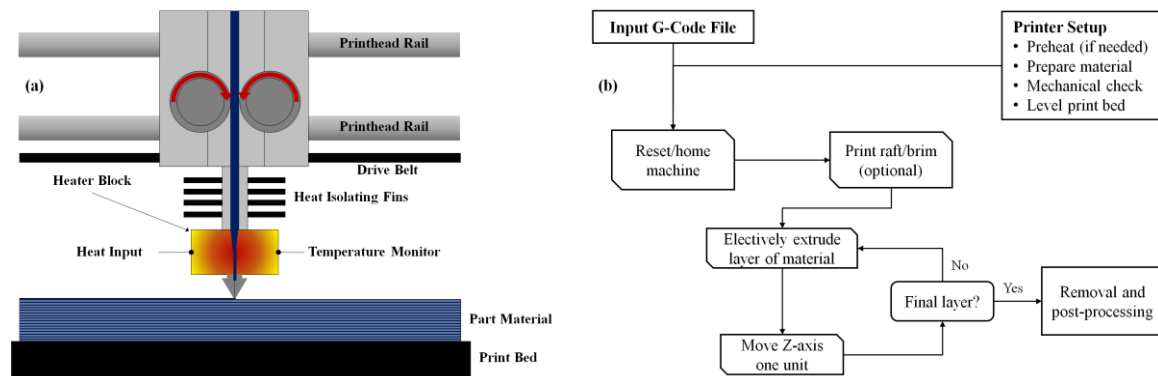 (a)
Printhead Rail
Printhead Rail
Drive Belt
Heater Block
Heat Isolating Fins
Heat Input
Temperature Monitor
Part Material
Print Bed
(b)
Input G-Code File
Printer Setup
• Preheat (if needed)
• Prepare material
• Mechanical check
• Level print bed
Reset/home
machine
Print raft/brim
(optional)
Electively extrude
layer of material
No
Final layer?
Yes
Removal and
post-processing
Move Z-axis
one unit